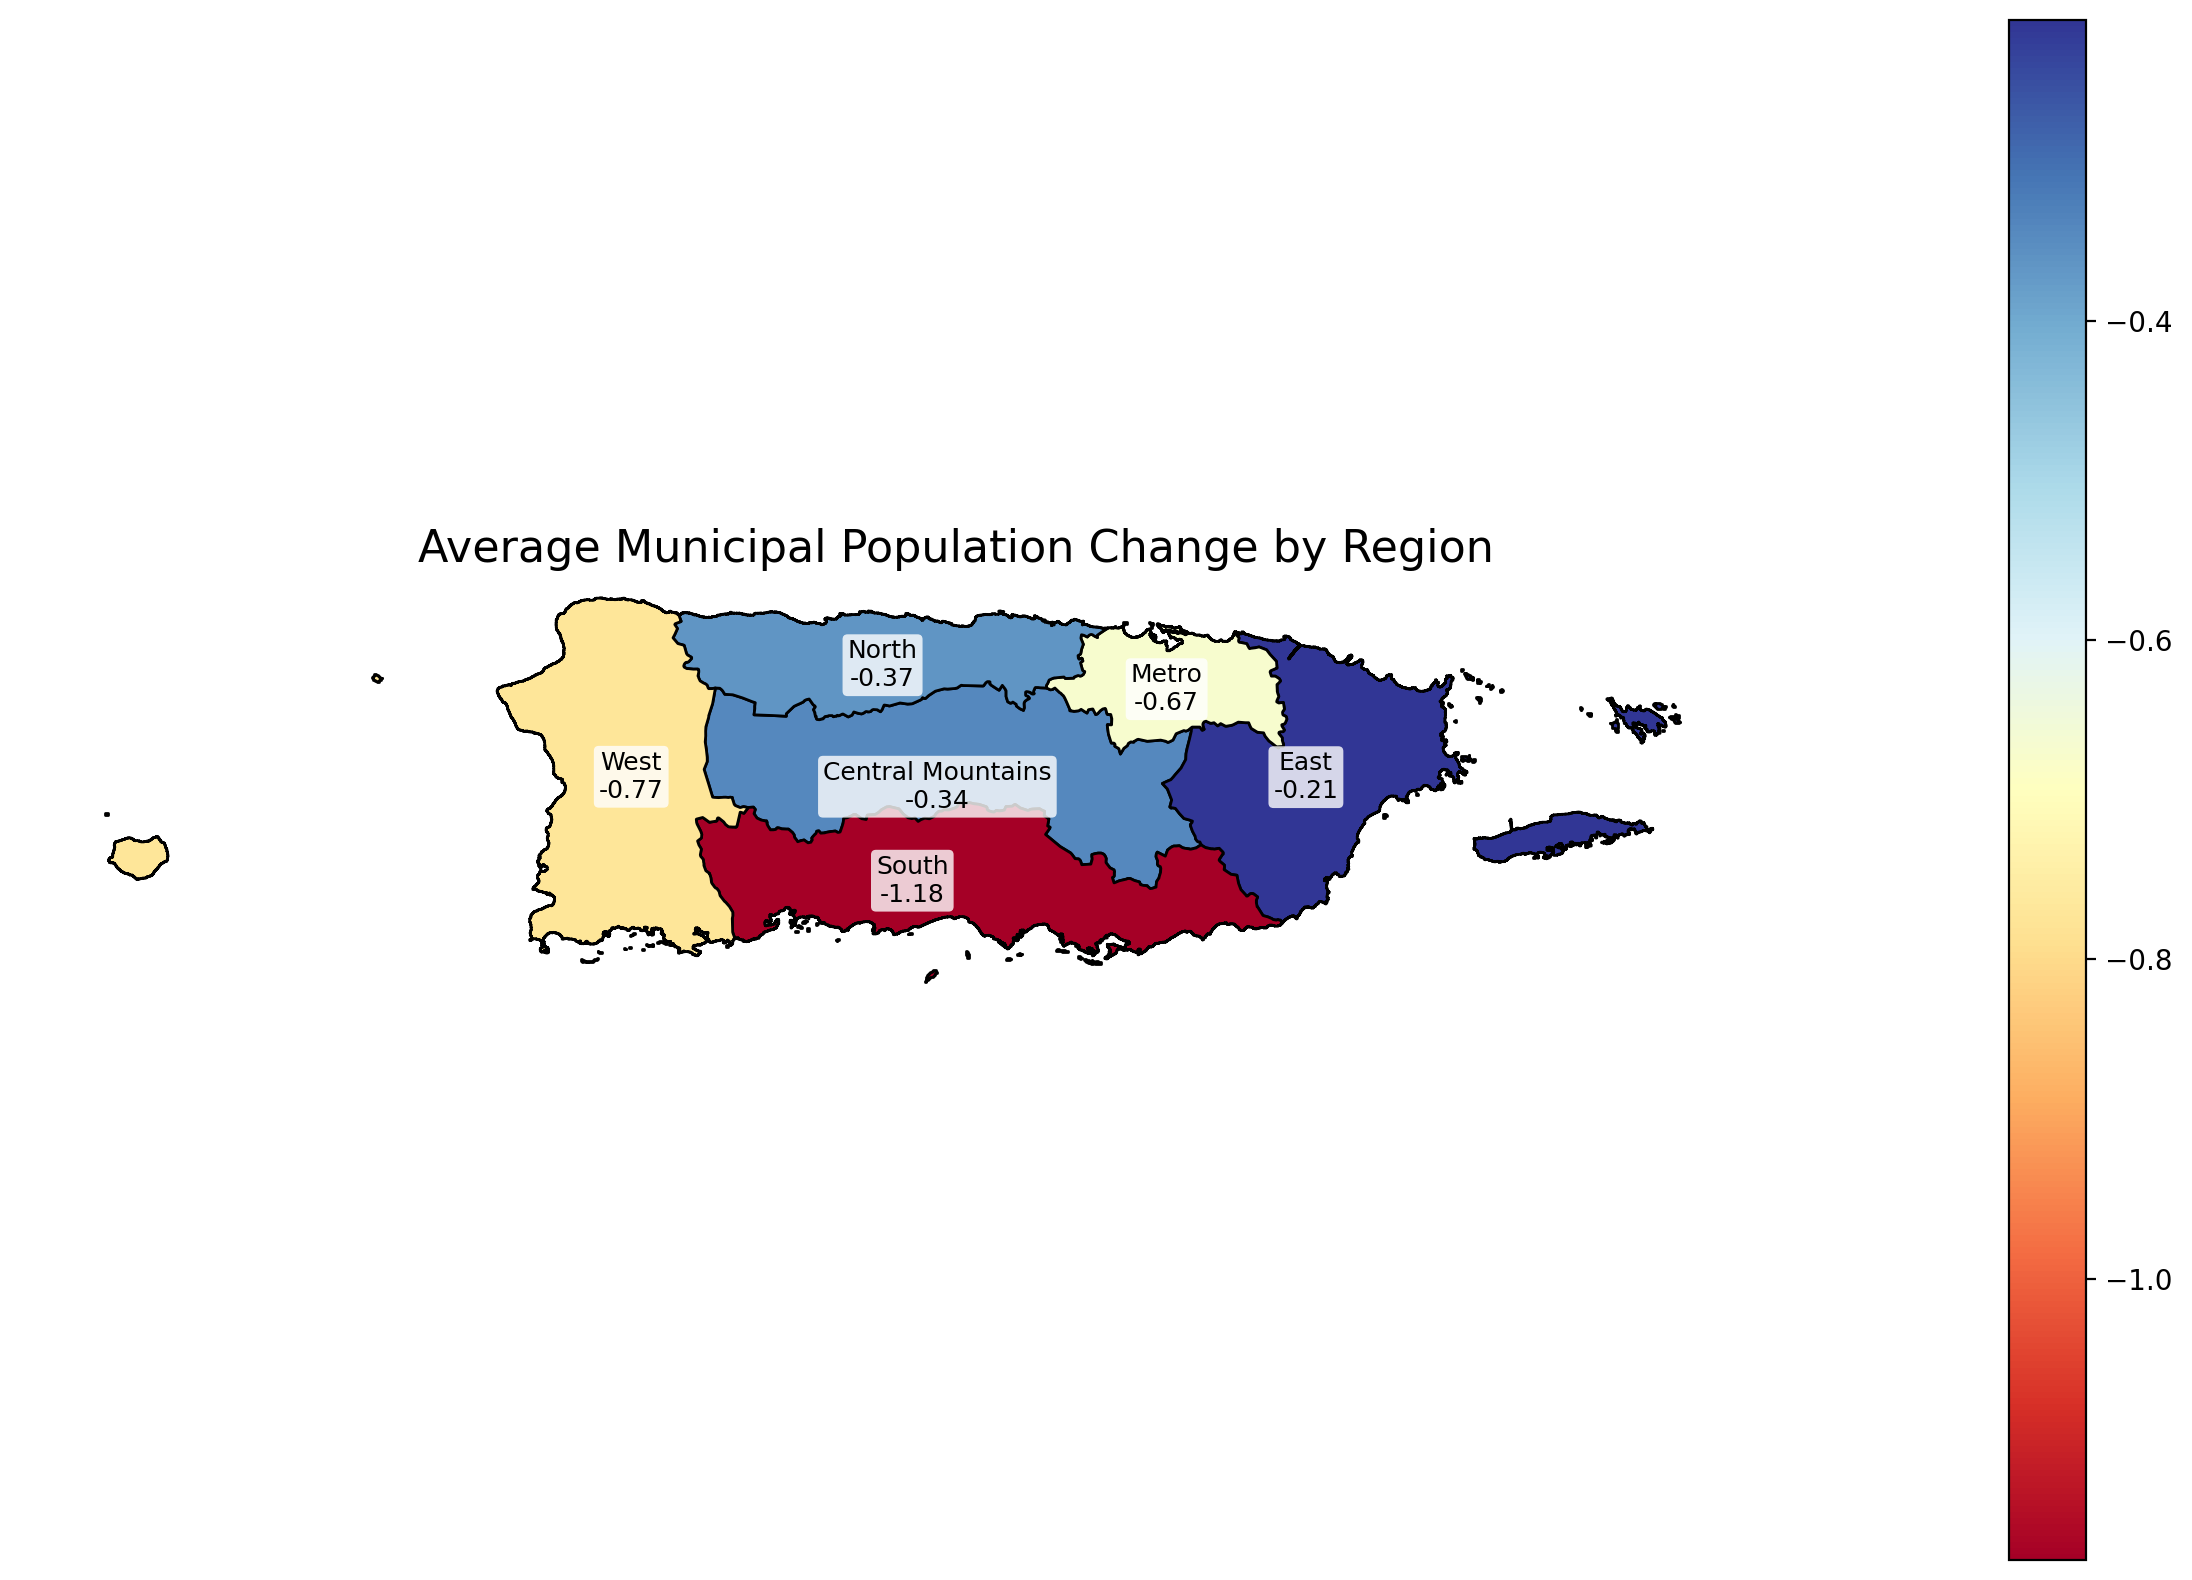 Average Municipal Population Change by Region
North
-0.37
Metro
-0.67
West
-0.77
Central Mountains
-0.34
East
-0.21
South
-1.18
−0.4
−0.6
−0.8
−1.0